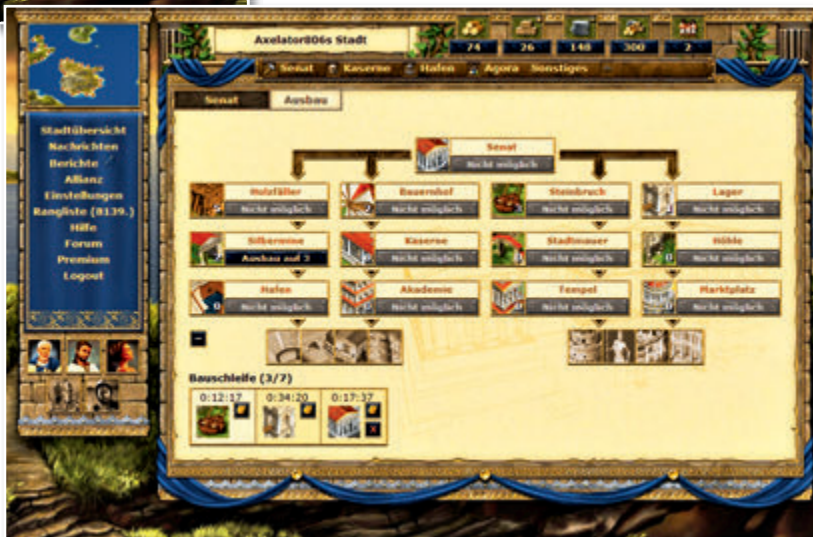 Axelator806s Stadt
74 26 148 300 2
Senat Kaserne Hafen Agora Sonstiges
Senat Ausbau
Stadtübersicht
Nachrichten
Berichte
Allianz
Einstellungen
Rangliste (8139.)
Hilfe
Forum
Premium
Logout
Senat
Nicht möglich
Holzfäller Bauernhof Steinbruch Lager
Nicht möglich Nicht möglich Nicht möglich Nicht möglich
Silbermine Kaserne Stadtmauer Höhle
Ausbau auf 3 Nicht möglich Nicht möglich Nicht möglich
Hafen Akademie Tempel Marktplatz
Nicht möglich Nicht möglich Nicht möglich Nicht möglich
Bauschleife (3/7)
0:12:17 0:34:20 0:17:37